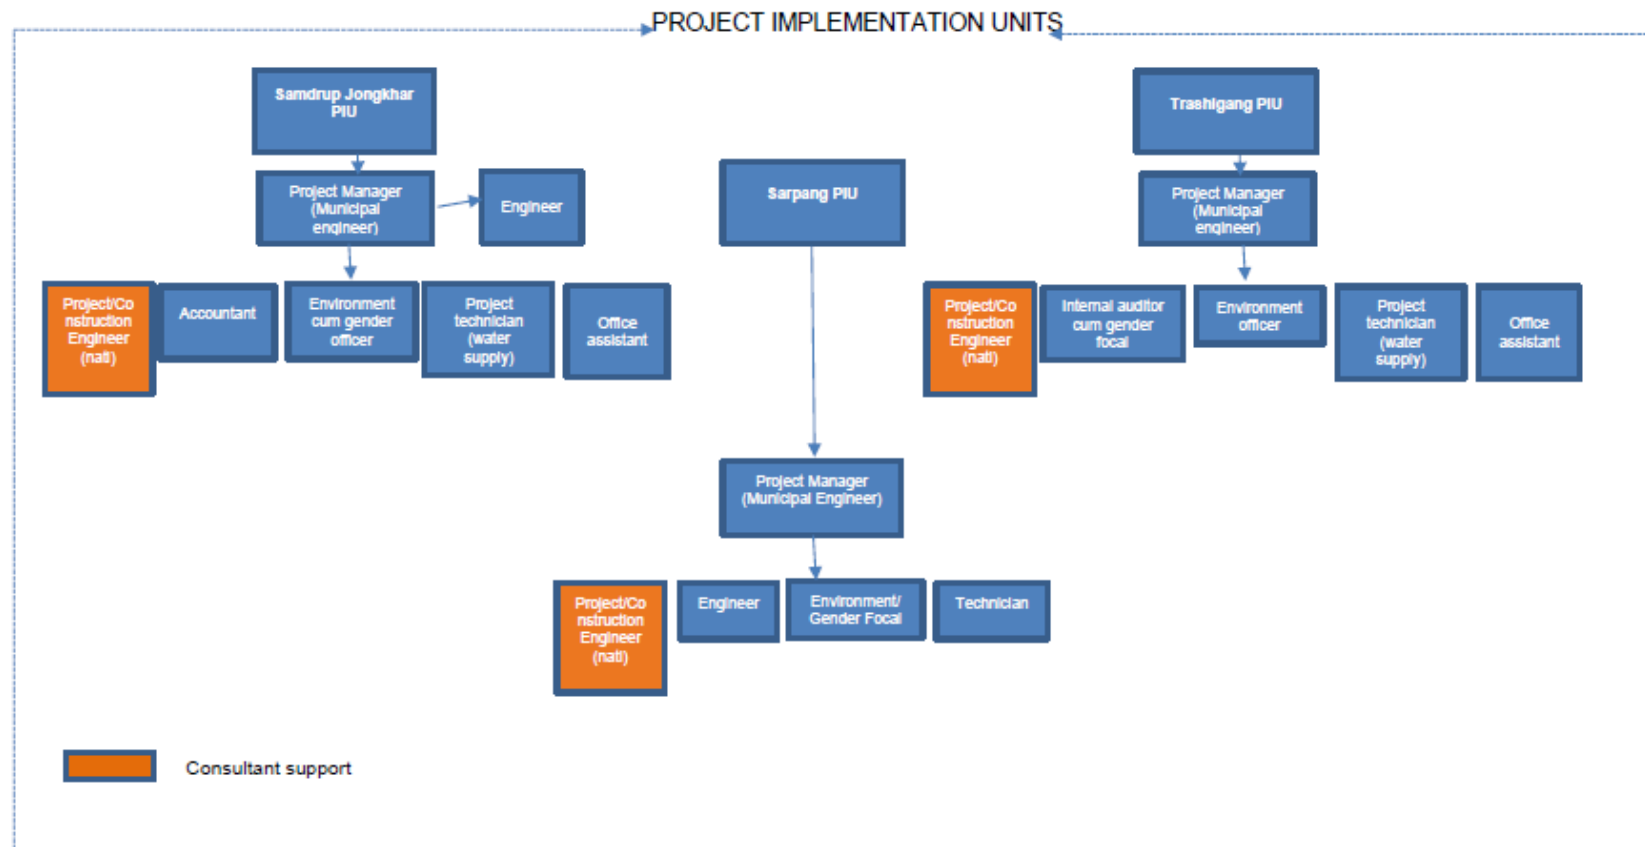 PROJECT IMPLEMENTATION UNITS
Samdrup Jongkhar
PIU
Project Manager
(Municipal
engineer)
Engineer
Project/Co
nstruction
Engineer
(natl)
Accountant
Environment
cum gender
officer
Project
technician
(water
supply)
Office
assistant
Sarpang PIU
Project Manager
(Municipal Engineer)
Project/Co
nstruction
Engineer
(natl)
Engineer
Environment/
Gender Focal
Technician
Trashigang PIU
Project Manager
(Municipal
engineer)
Project/Co
nstruction
Engineer
(natl)
Internal auditor
cum gender
focal
Environment
officer
Project
technician
(water
supply)
Office
assistant
Consultant support